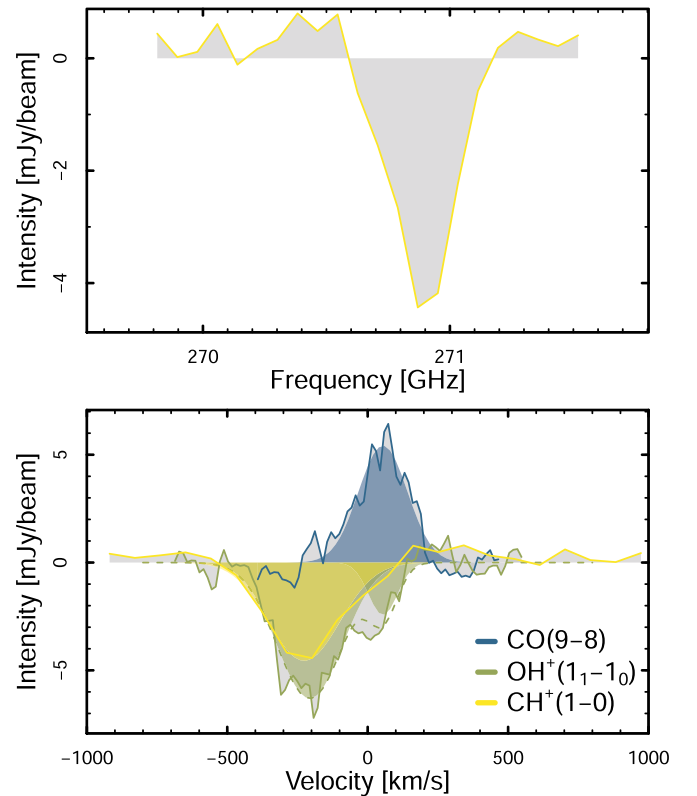 Intensity [mJy/beam]
0
−2
−4
270
271
Frequency [GHz]
Intensity [mJy/beam]
5
0
−5
CO(9−8)
OH⁺(1₁−1₀)
CH⁺(1−0)
−1000
−500
0
500
1000
Velocity [km/s]